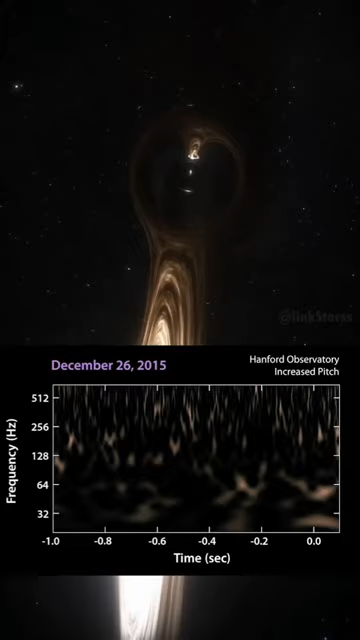 @linkStorss
December 26, 2015
Hanford Observatory
Increased Pitch
Frequency (Hz)
512
256
128
64
32
-1.0 -0.8 -0.6 -0.4 -0.2 0.0
Time (sec)